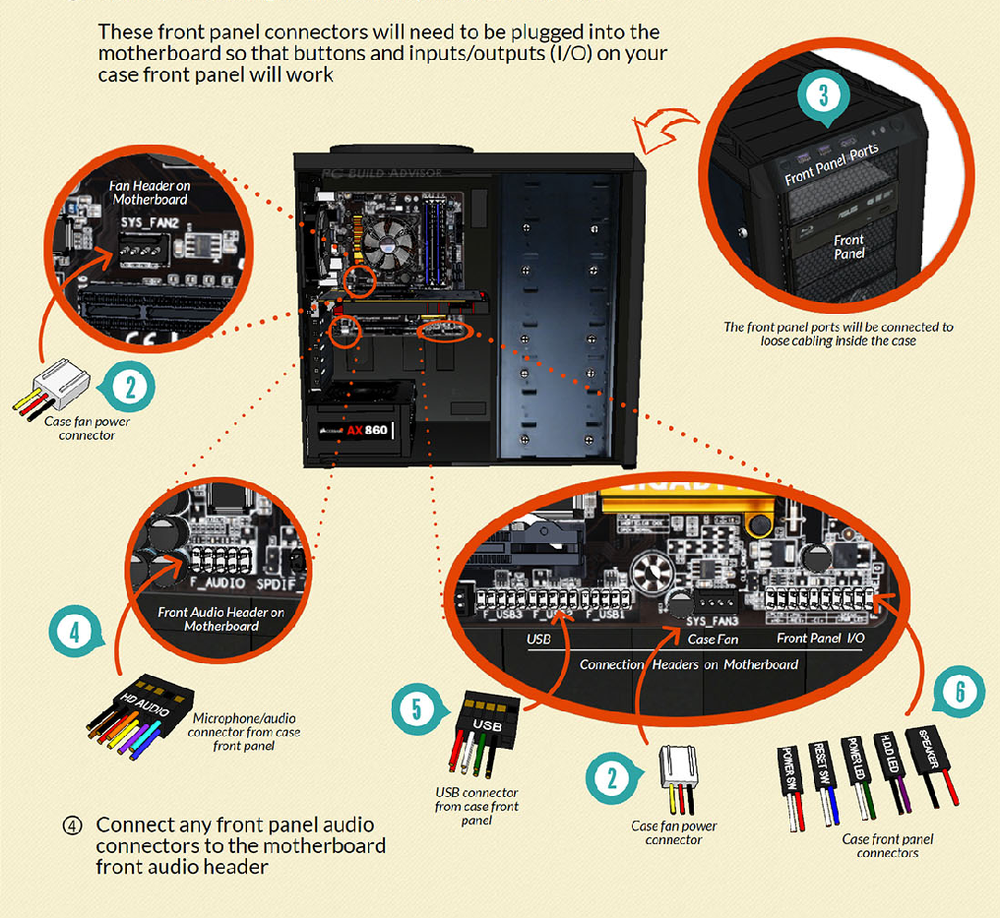 These front panel connectors will need to be plugged into the
motherboard so that buttons and inputs/outputs (I/O) on your
case front panel will work
3
Front Panel Ports
ASUS
Front
Panel
The front panel ports will be connected to
loose cabling inside the case
PC BUILD ADVISOR
AX 860
Fan Header on
Motherboard
SYS_FAN2
2
Case fan power
connector
F_AUDIO SPDIF_
Front Audio Header on
Motherboard
4
HD AUDIO
Microphone/audio
connector from case
front panel
F_USB3 F_USB2 F_USB1
SYS_FAN3
USB
Case Fan
Front Panel I/O
Connection Headers on Motherboard
5
USB
USB connector
from case front
panel
2
Case fan power
connector
6
POWER SW
RESET SW
POWER LED
H.D.D LED
SPEAKER
Case front panel
connectors
④ Connect any front panel audio
connectors to the motherboard
front audio header